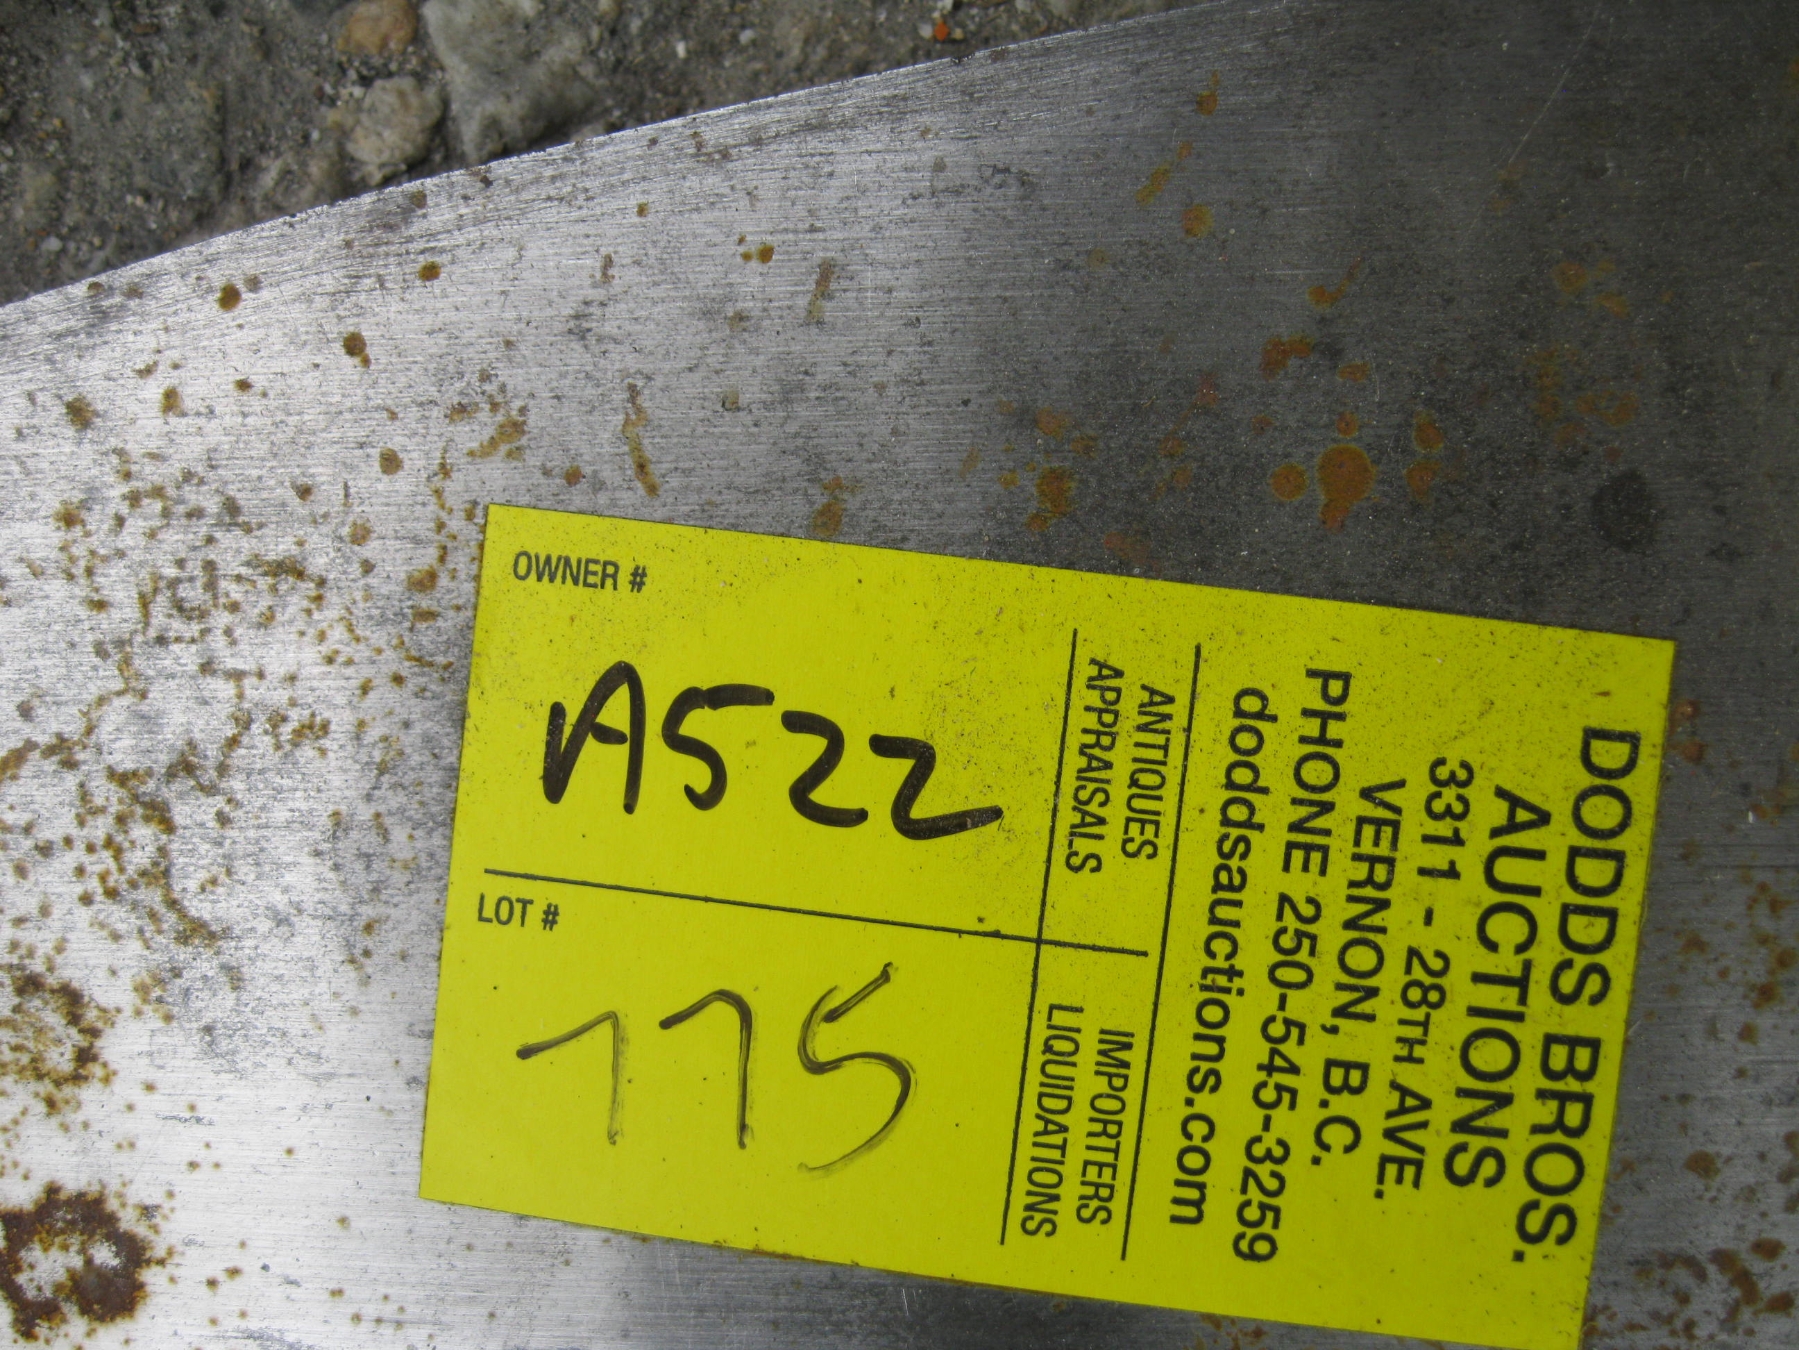 DODDS BROS.
AUCTIONS
3311 - 28TH AVE.
VERNON, B.C.
PHONE 250-545-3259
doddsauctions.com
ANTIQUES
APPRAISALS
IMPORTERS
LIQUIDATIONS
OWNER #
A522
LOT #
115